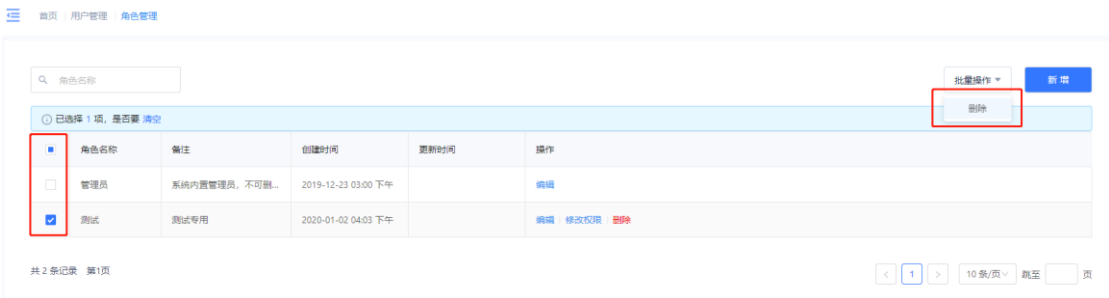 首页 用户管理 角色管理
角色名称
批量操作 新 增
删除
已选择 1 项，是否要 清空
角色名称 备注 创建时间 更新时间 操作
管理员 系统内置管理员，不可删... 2019-12-23 03:00 下午 编辑
测试 测试专用 2020-01-02 04:03 下午 编辑 修改权限 删除
共 2 条记录 第1页
< 1 > 10 条/页 跳至 页